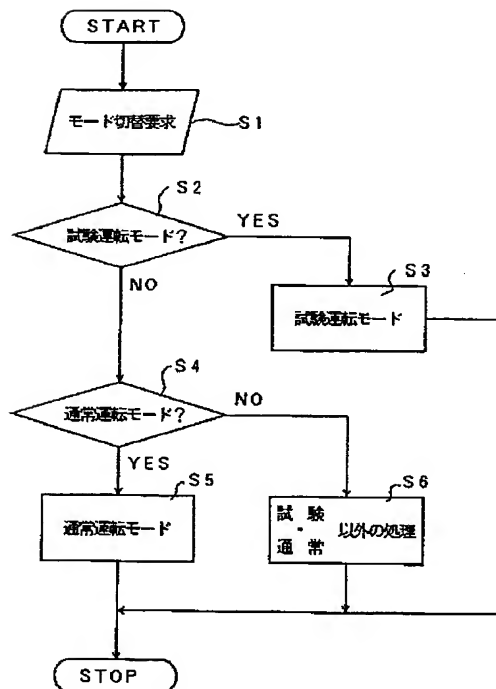 START
モード切替要求
S1
S2
試験運転モード?
YES
NO
S3
試験運転モード
S4
通常運転モード?
NO
YES
S5
通常運転モード
S6
試験・通常 以外の処理
STOP